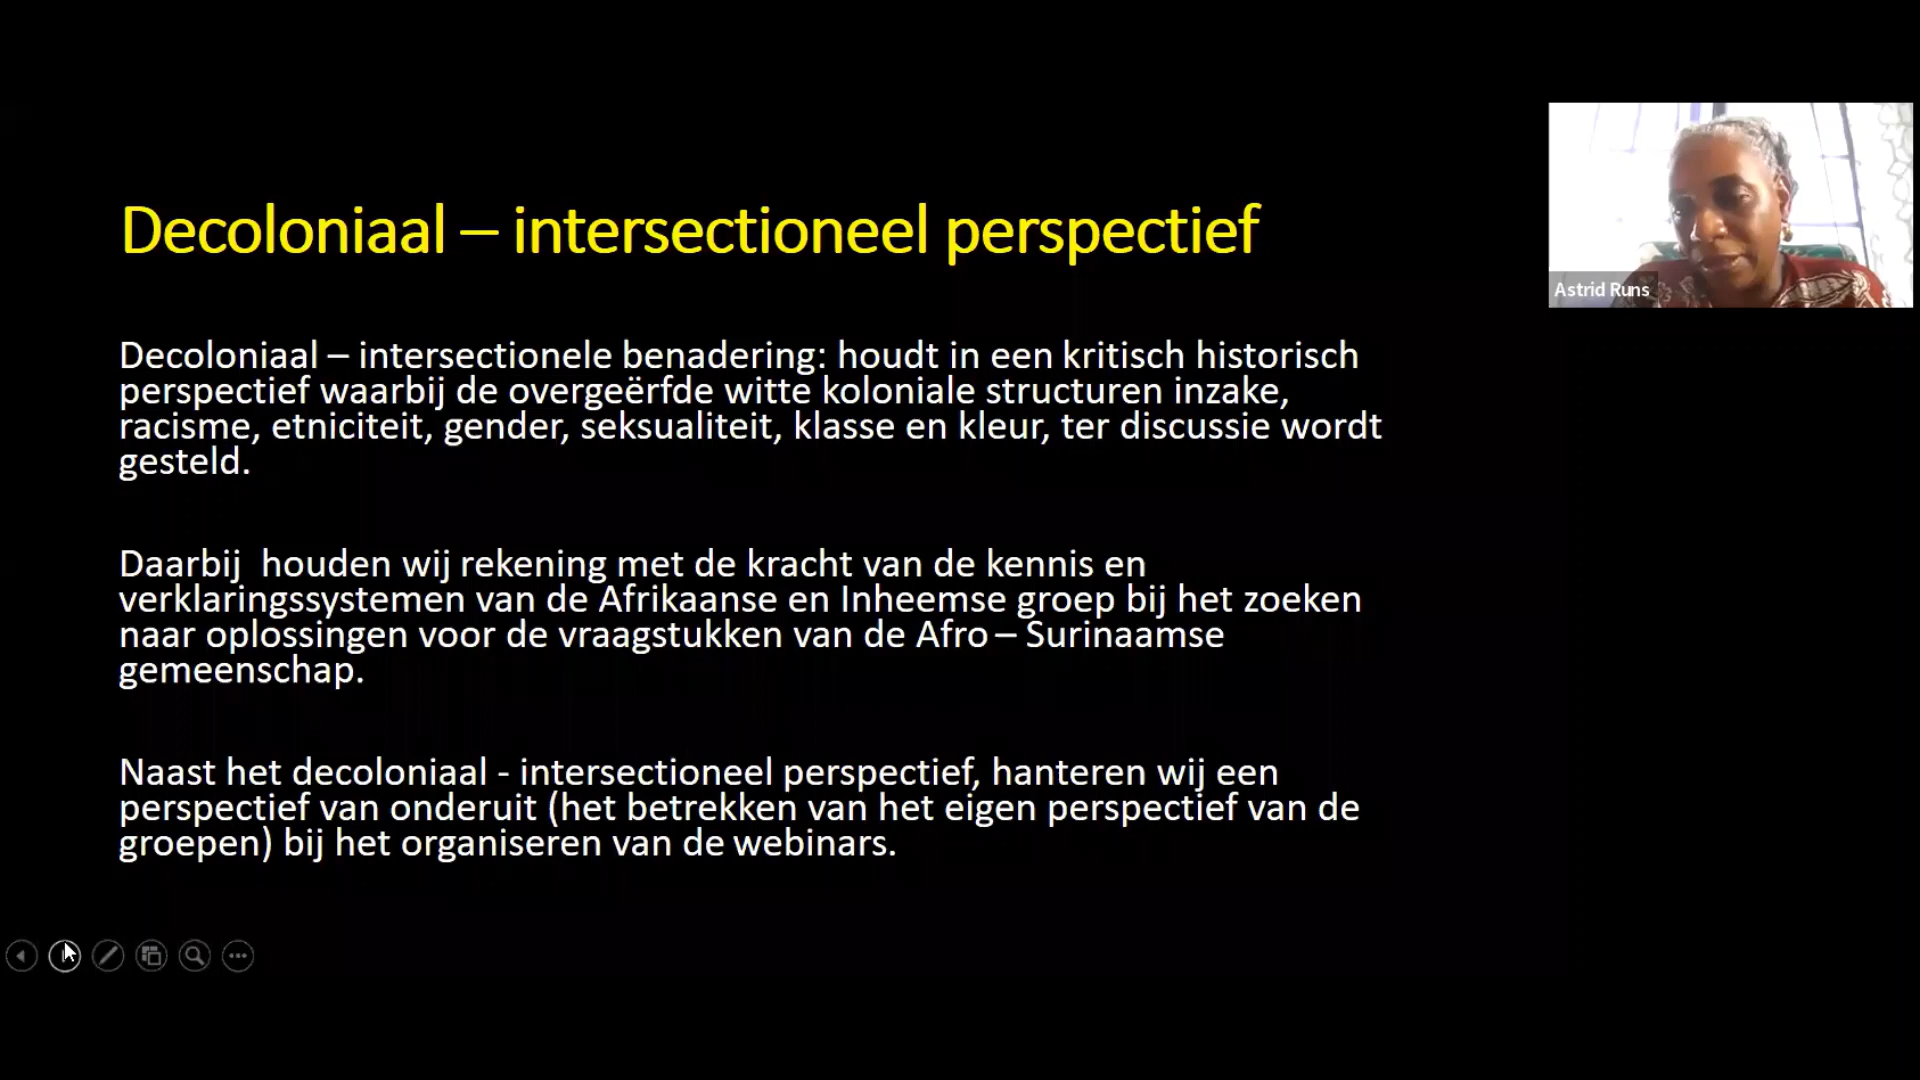 Decoloniaal – intersectioneel perspectief
Astrid Runs
Decoloniaal – intersectionele benadering: houdt in een kritisch historisch
perspectief waarbij de overgeërfde witte koloniale structuren inzake,
racisme, etniciteit, gender, seksualiteit, klasse en kleur, ter discussie wordt
gesteld.
Daarbij  houden wij rekening met de kracht van de kennis en
verklaringssystemen van de Afrikaanse en Inheemse groep bij het zoeken
naar oplossingen voor de vraagstukken van de Afro – Surinaamse
gemeenschap.
Naast het decoloniaal - intersectioneel perspectief, hanteren wij een
perspectief van onderuit (het betrekken van het eigen perspectief van de
groepen) bij het organiseren van de webinars.